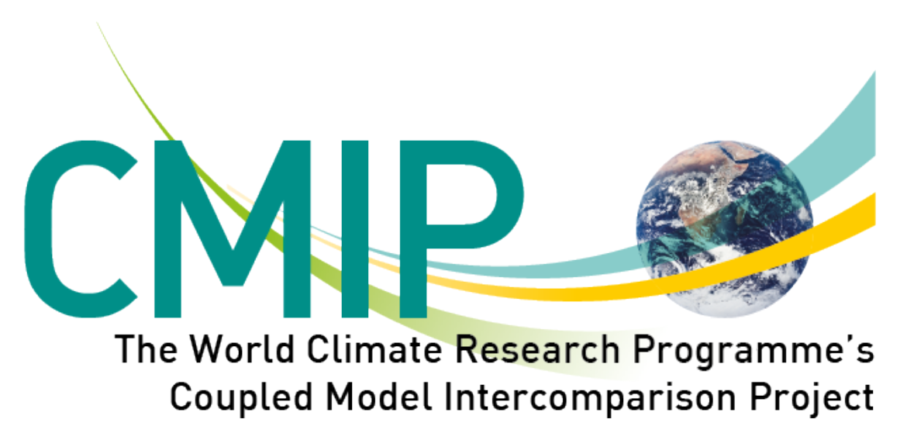 CMIP
The World Climate Research Programme's
Coupled Model Intercomparison Project